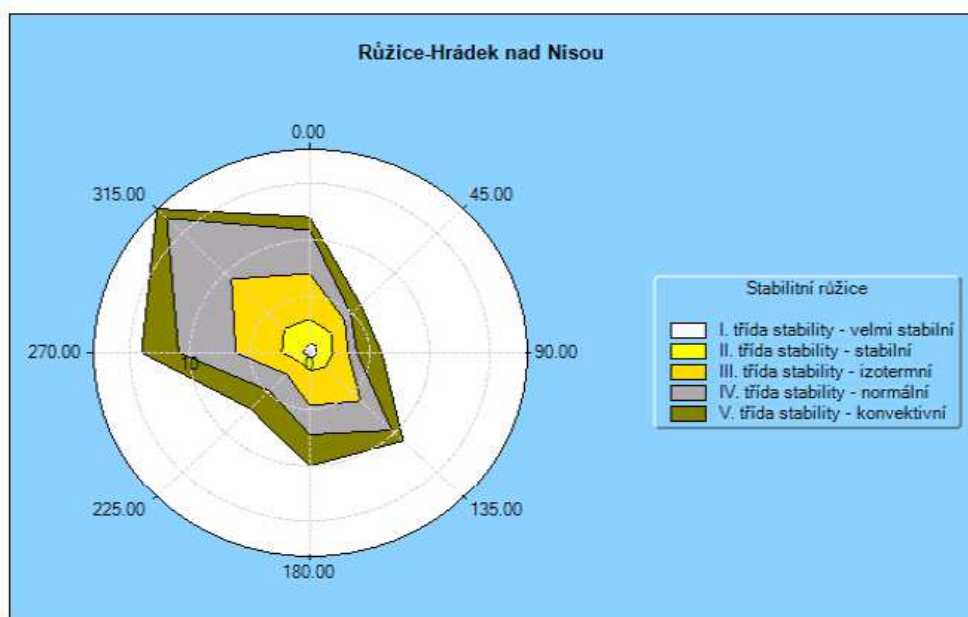 Růžice-Hrádek nad Nisou
0.00
315.00
45.00
270.00
10
0
90.00
225.00
135.00
180.00
Stabilitní růžice
I. třída stability - velmi stabilní
II. třída stability - stabilní
III. třída stability - izotermní
IV. třída stability - normální
V. třída stability - konvektivní